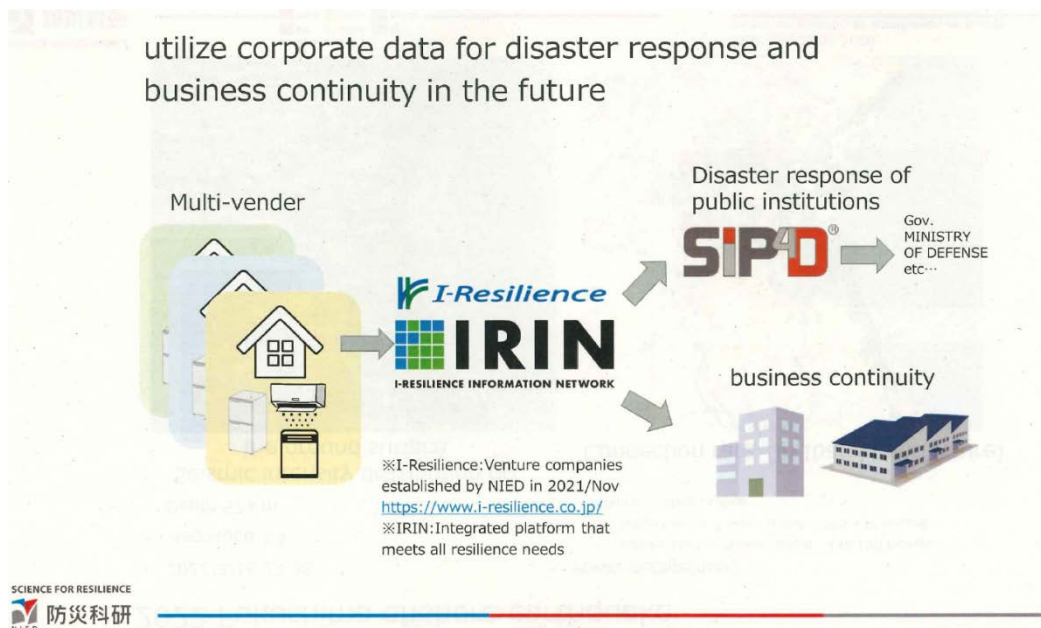 utilize corporate data for disaster response and
business continuity in the future
Multi-vender
I-Resilience
IRIN
I-RESILIENCE INFORMATION NETWORK
Disaster response of
public institutions
SiP4D®
Gov.
MINISTRY
OF DEFENSE
etc…
business continuity
※I-Resilience:Venture companies
established by NIED in 2021/Nov
https://www.i-resilience.co.jp/
※IRIN:Integrated platform that
meets all resilience needs
SCIENCE FOR RESILIENCE
防災科研